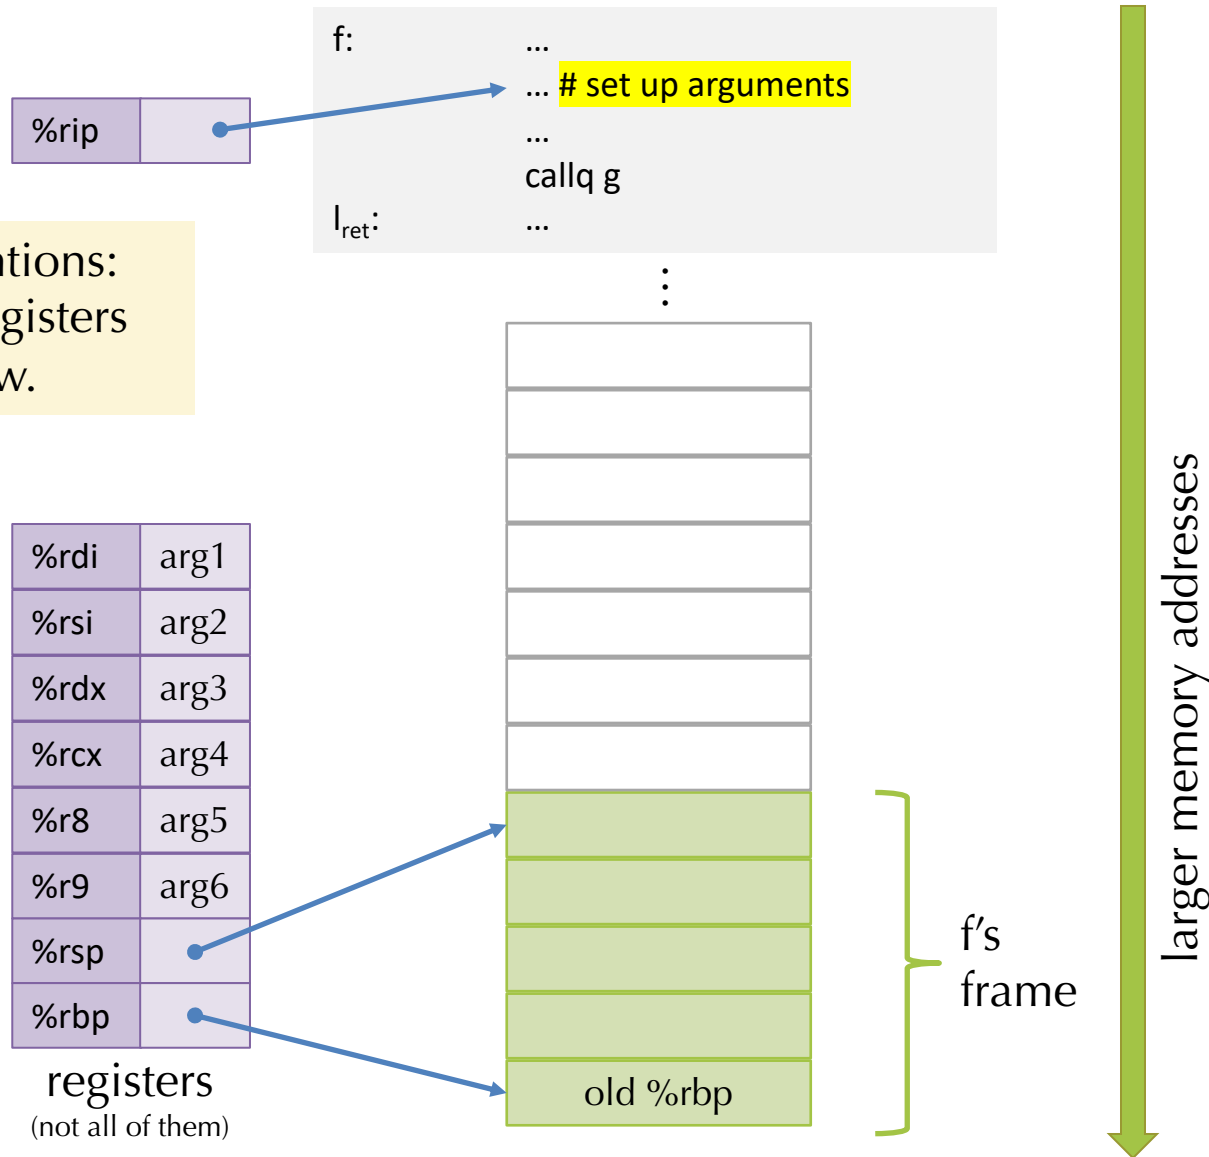 f: …
… # set up arguments
…
callq g
lret: …
%rip
ations:
gisters
w.
⋮
%rdi arg1
%rsi arg2
%rdx arg3
%rcx arg4
%r8 arg5
%r9 arg6
%rsp
%rbp
registers
(not all of them)
old %rbp
f's
frame
larger memory addresses